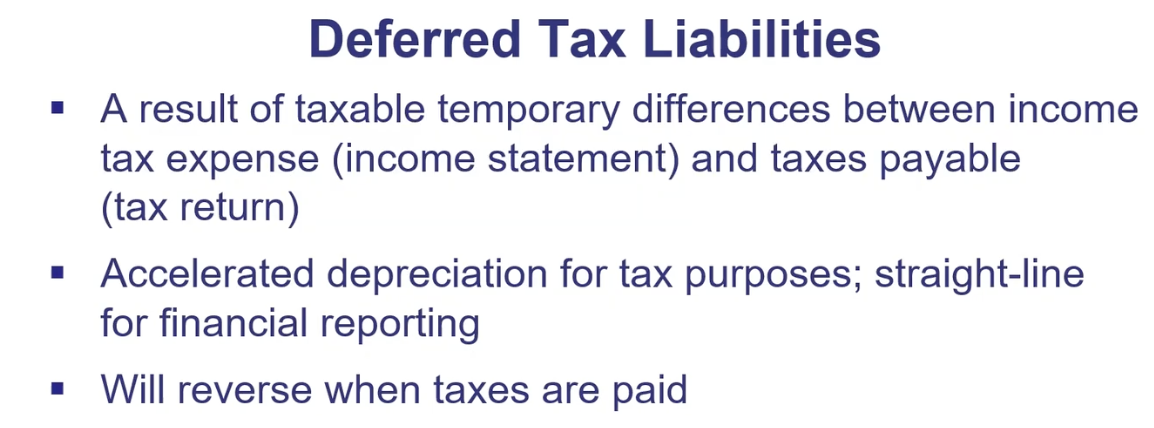 Deferred Tax Liabilities
▪ A result of taxable temporary differences between income
tax expense (income statement) and taxes payable
(tax return)
▪ Accelerated depreciation for tax purposes; straight-line
for financial reporting
▪ Will reverse when taxes are paid